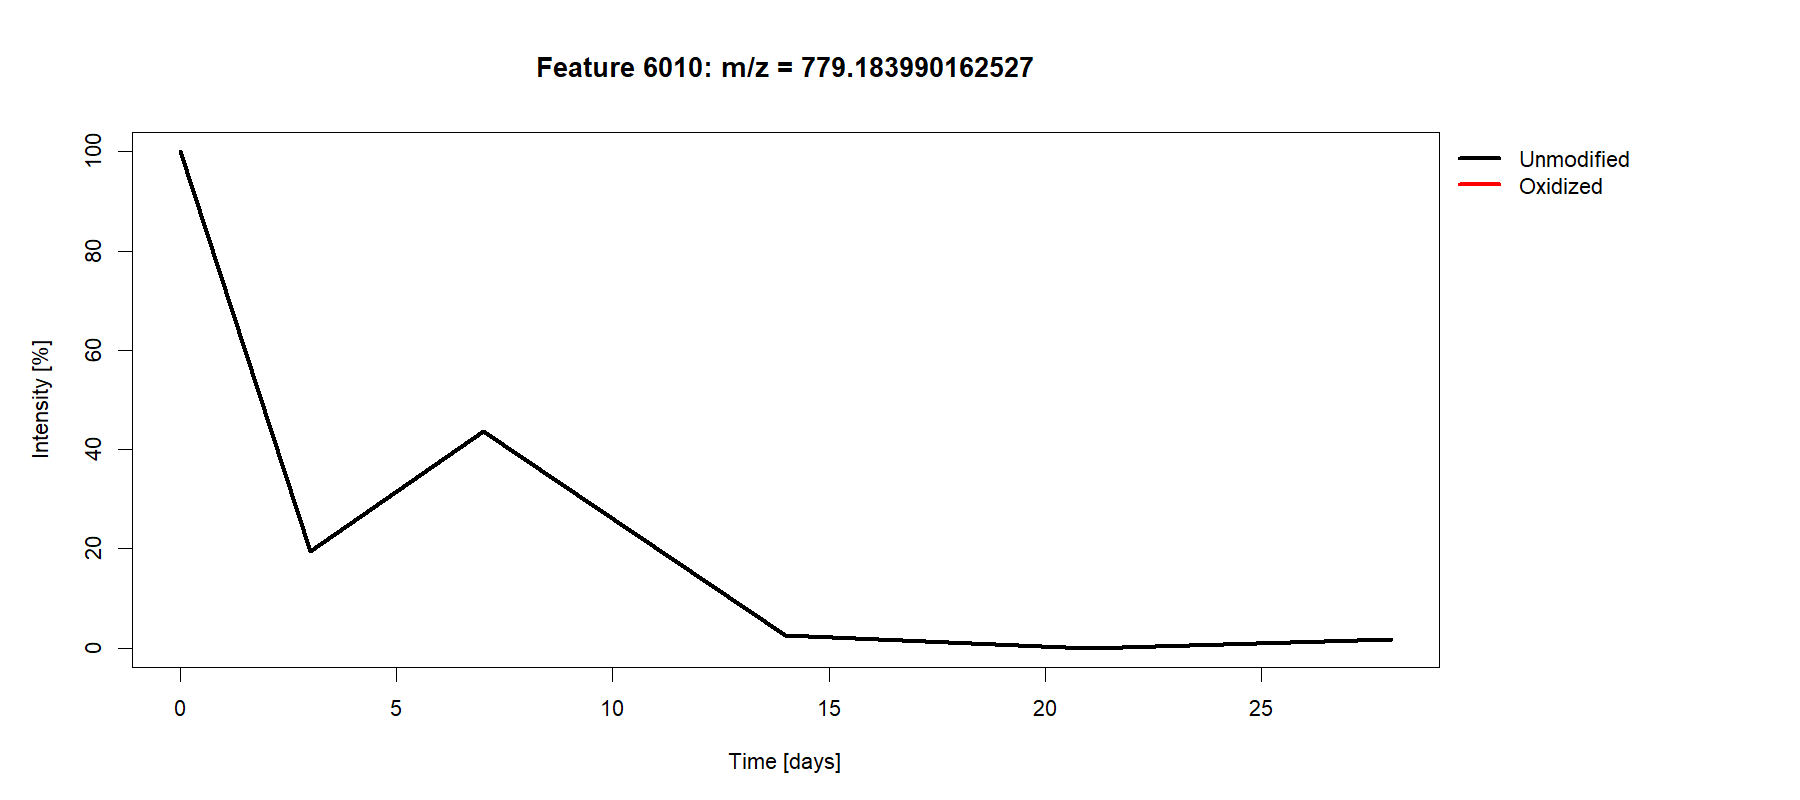 Feature 6010: m/z = 779.183990162527
Unmodified
Oxidized
Intensity [%]
100
80
60
40
20
0
0 5 10 15 20 25
Time [days]